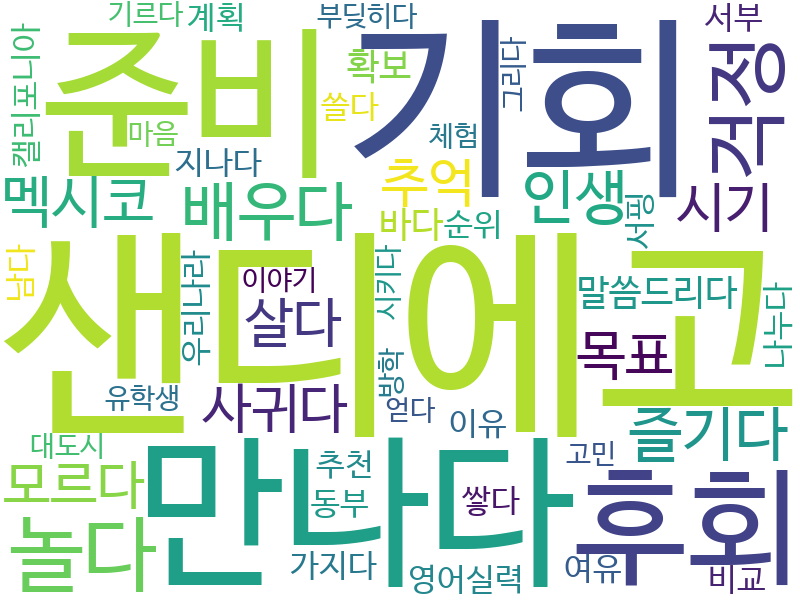 기르다
계획
부딪히다
서부
캘리포니아
준비
기회
확보
그리다
걱정
쓸다
마음
체험
지나다
추억
인생
시기
멕시코
배우다
바다
순위
서핑
산디에고
남다
우리나라
이야기
시키다
말씀드리다
나누다
살다
목표
방학
유학생
사귀다
얻다
이유
즐기다
대도시
만나다
고민
후회
모르다
추천
쌓다
동부
놀다
가지다
영어실력
여유
비교